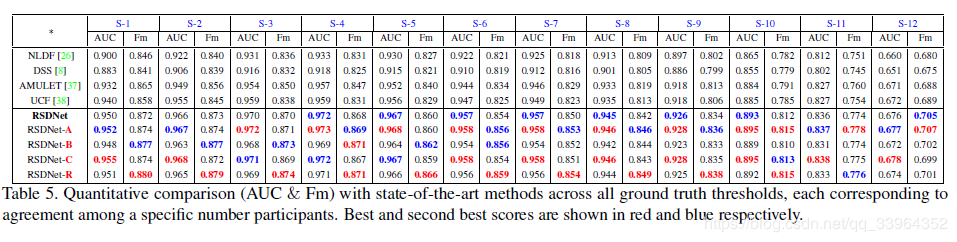 * S-1 S-2 S-3 S-4 S-5 S-6 S-7 S-8 S-9 S-10 S-11 S-12
AUC Fm AUC Fm AUC Fm AUC Fm AUC Fm AUC Fm AUC Fm AUC Fm AUC Fm AUC Fm AUC Fm AUC Fm
NLDF [26] 0.900 0.846 0.922 0.840 0.931 0.836 0.933 0.831 0.930 0.827 0.922 0.821 0.925 0.818 0.913 0.809 0.897 0.802 0.865 0.782 0.812 0.751 0.660 0.680
DSS [8] 0.883 0.841 0.906 0.839 0.916 0.832 0.918 0.825 0.915 0.821 0.910 0.819 0.912 0.816 0.901 0.805 0.886 0.799 0.855 0.779 0.802 0.745 0.651 0.675
AMULET [37] 0.932 0.865 0.949 0.856 0.954 0.850 0.957 0.847 0.952 0.840 0.944 0.834 0.946 0.829 0.933 0.819 0.918 0.813 0.884 0.791 0.827 0.760 0.671 0.688
UCF [38] 0.940 0.858 0.955 0.845 0.959 0.838 0.959 0.831 0.956 0.829 0.947 0.825 0.949 0.823 0.935 0.813 0.918 0.806 0.885 0.785 0.827 0.754 0.672 0.689
RSDNet 0.950 0.872 0.966 0.873 0.970 0.870 0.972 0.868 0.967 0.860 0.957 0.854 0.957 0.850 0.945 0.842 0.926 0.834 0.893 0.812 0.836 0.774 0.676 0.705
RSDNet-A 0.952 0.874 0.967 0.874 0.972 0.871 0.973 0.869 0.968 0.860 0.958 0.856 0.958 0.853 0.946 0.846 0.928 0.836 0.895 0.815 0.837 0.778 0.677 0.707
RSDNet-B 0.948 0.877 0.963 0.877 0.968 0.873 0.969 0.871 0.964 0.862 0.954 0.856 0.954 0.852 0.942 0.844 0.923 0.833 0.889 0.810 0.831 0.774 0.672 0.702
RSDNet-C 0.955 0.874 0.968 0.872 0.971 0.869 0.972 0.867 0.967 0.859 0.958 0.854 0.958 0.851 0.946 0.843 0.928 0.835 0.895 0.813 0.838 0.775 0.678 0.699
RSDNet-R 0.951 0.880 0.965 0.879 0.969 0.874 0.971 0.871 0.966 0.866 0.956 0.859 0.954 0.856 0.944 0.849 0.925 0.838 0.892 0.815 0.833 0.776 0.674 0.701
Table 5. Quantitative comparison (AUC & Fm) with state-of-the-art methods across all ground truth thresholds, each corresponding to
agreement among a specific number participants. Best and second best scores are shown in red and blue respectively.
https://blog.csdn.net/qq_33964352